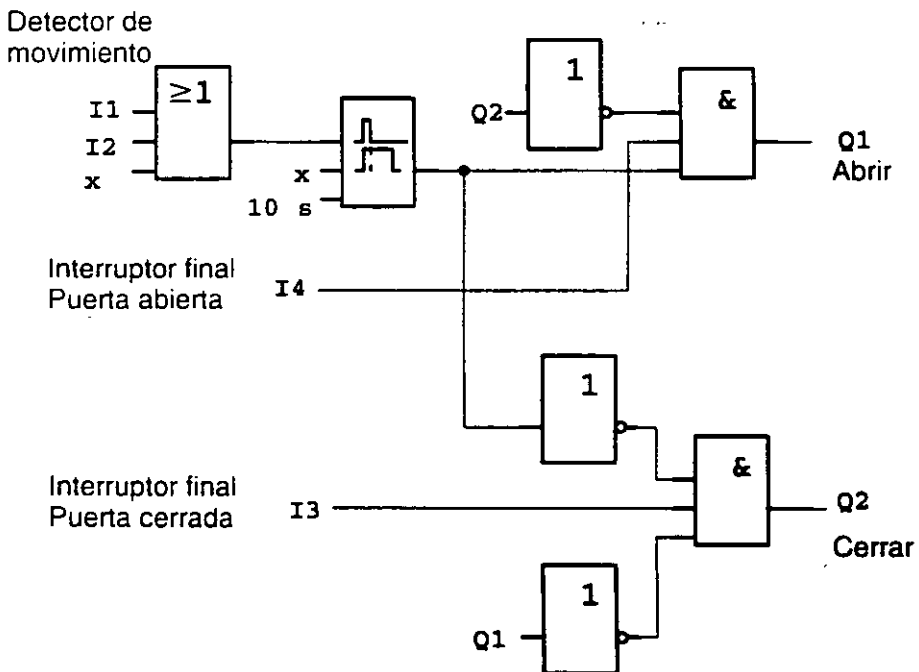 Detector de
movimiento
I1
I2
x
≥1
x
10 s
Q2
1
&
Q1
Abrir
Interruptor final
Puerta abierta
I4
1
Interruptor final
Puerta cerrada
I3
&
Q2
Cerrar
Q1
1